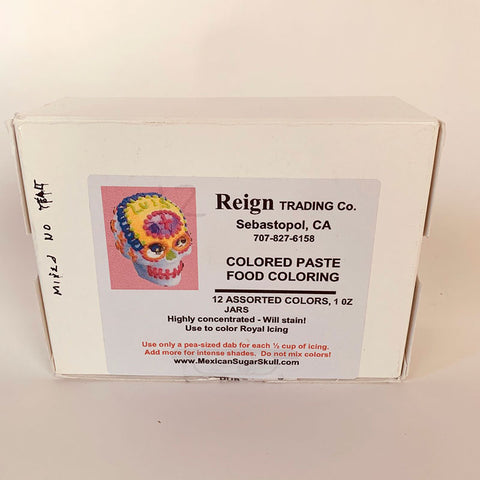 Reign TRADING Co.
Sebastopol, CA
707-827-6158
COLORED PASTE
FOOD COLORING
12 ASSORTED COLORS, 1 OZ
JARS
Highly concentrated - Will stain!
Use to color Royal Icing
Use only a pea-sized dab for each ½ cup of icing.
Add more for intense shades.  Do not mix colors!
www.MexicanSugarSkull.com
MIXED NO